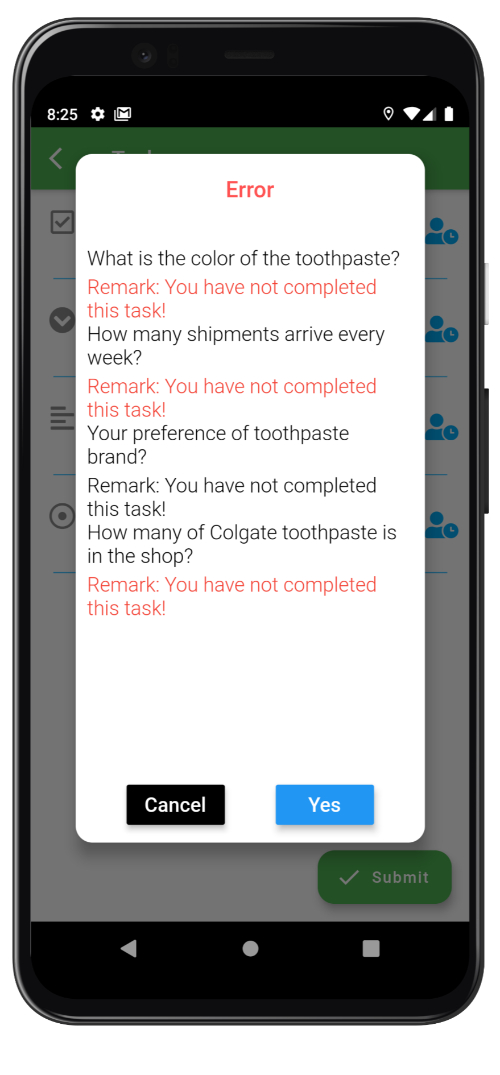 8:25
Error
What is the color of the toothpaste?
Remark: You have not completed
this task!
How many shipments arrive every
week?
Remark: You have not completed
this task!
Your preference of toothpaste
brand?
Remark: You have not completed
this task!
How many of Colgate toothpaste is
in the shop?
Remark: You have not completed
this task!
Cancel Yes
Submit